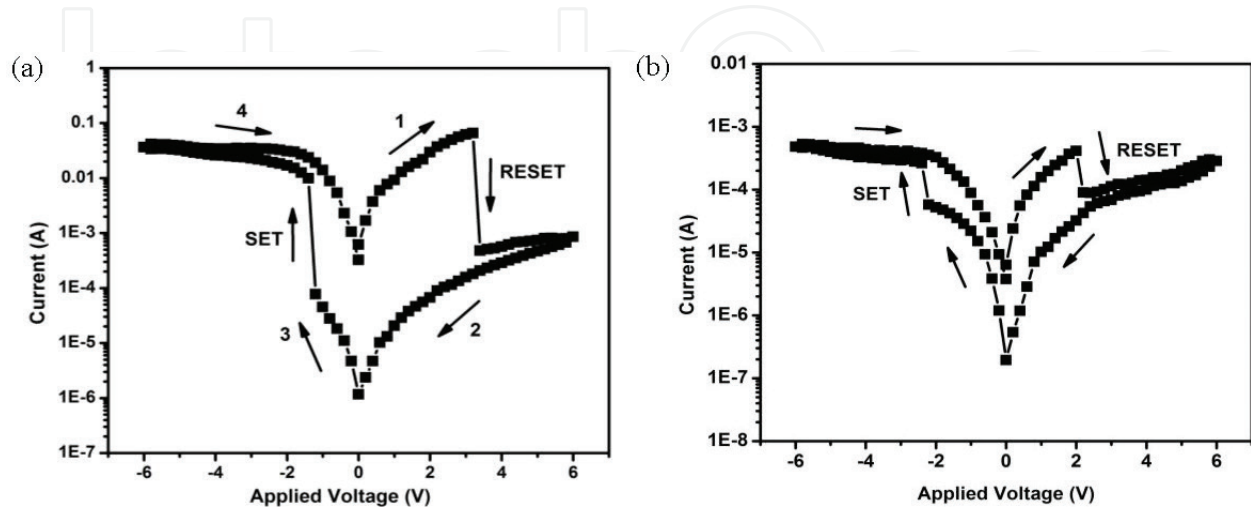 (a)
1
0.1
0.01
1E-3
1E-4
1E-5
1E-6
1E-7
Current (A)
4
1
RESET
SET
3
2
-6 -4 -2 0 2 4 6
Applied Voltage (V)
(b)
0.01
1E-3
1E-4
1E-5
1E-6
1E-7
1E-8
Current (A)
RESET
SET
-6 -4 -2 0 2 4 6
Applied Voltage (V)